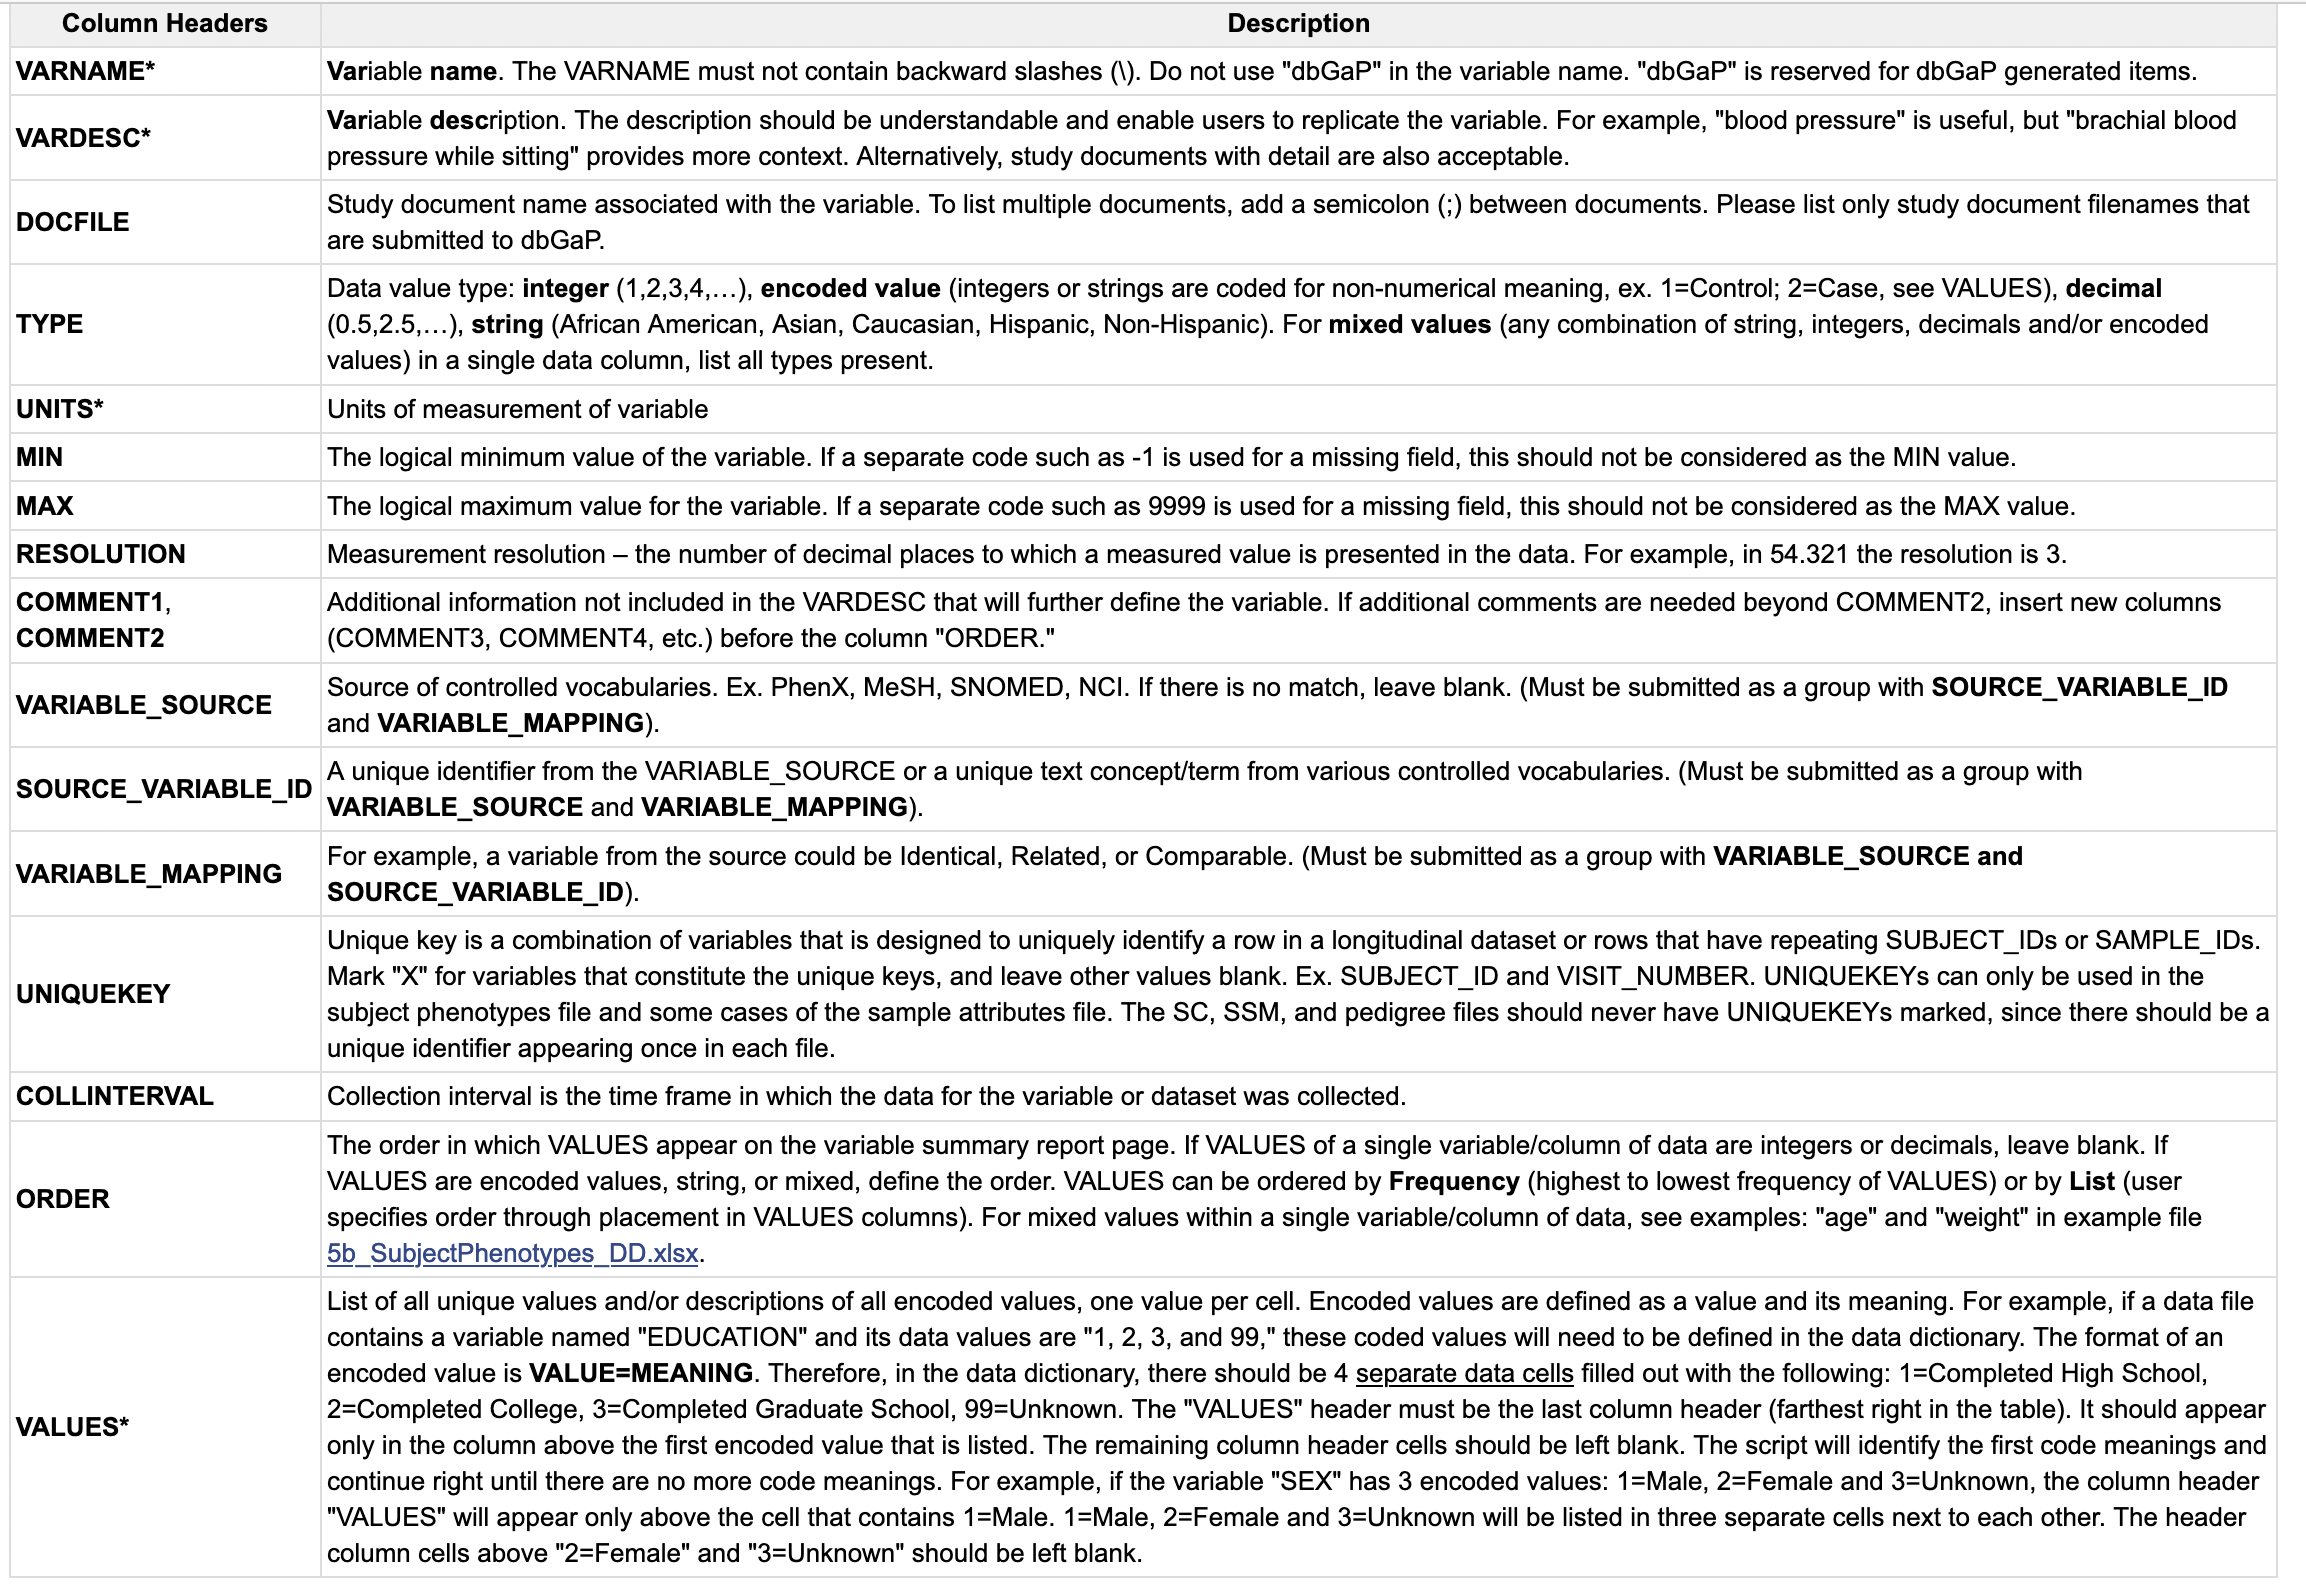 Column Headers
Description
VARNAME*
Variable name. The VARNAME must not contain backward slashes (\). Do not use "dbGaP" in the variable name. "dbGaP" is reserved for dbGaP generated items.
VARDESC*
Variable description. The description should be understandable and enable users to replicate the variable. For example, "blood pressure" is useful, but "brachial blood
pressure while sitting" provides more context. Alternatively, study documents with detail are also acceptable.
DOCFILE
Study document name associated with the variable. To list multiple documents, add a semicolon (;) between documents. Please list only study document filenames that
are submitted to dbGaP.
TYPE
Data value type: integer (1,2,3,4,…), encoded value (integers or strings are coded for non-numerical meaning, ex. 1=Control; 2=Case, see VALUES), decimal
(0.5,2.5,…), string (African American, Asian, Caucasian, Hispanic, Non-Hispanic). For mixed values (any combination of string, integers, decimals and/or encoded
values) in a single data column, list all types present.
UNITS*
Units of measurement of variable
MIN
The logical minimum value of the variable. If a separate code such as -1 is used for a missing field, this should not be considered as the MIN value.
MAX
The logical maximum value for the variable. If a separate code such as 9999 is used for a missing field, this should not be considered as the MAX value.
RESOLUTION
Measurement resolution – the number of decimal places to which a measured value is presented in the data. For example, in 54.321 the resolution is 3.
COMMENT1,
COMMENT2
Additional information not included in the VARDESC that will further define the variable. If additional comments are needed beyond COMMENT2, insert new columns
(COMMENT3, COMMENT4, etc.) before the column "ORDER."
VARIABLE_SOURCE
Source of controlled vocabularies. Ex. PhenX, MeSH, SNOMED, NCI. If there is no match, leave blank. (Must be submitted as a group with SOURCE_VARIABLE_ID
and VARIABLE_MAPPING).
SOURCE_VARIABLE_ID
A unique identifier from the VARIABLE_SOURCE or a unique text concept/term from various controlled vocabularies. (Must be submitted as a group with
VARIABLE_SOURCE and VARIABLE_MAPPING).
VARIABLE_MAPPING
For example, a variable from the source could be Identical, Related, or Comparable. (Must be submitted as a group with VARIABLE_SOURCE and
SOURCE_VARIABLE_ID).
UNIQUEKEY
Unique key is a combination of variables that is designed to uniquely identify a row in a longitudinal dataset or rows that have repeating SUBJECT_IDs or SAMPLE_IDs.
Mark "X" for variables that constitute the unique keys, and leave other values blank. Ex. SUBJECT_ID and VISIT_NUMBER. UNIQUEKEYs can only be used in the
subject phenotypes file and some cases of the sample attributes file. The SC, SSM, and pedigree files should never have UNIQUEKEYs marked, since there should be a
unique identifier appearing once in each file.
COLLINTERVAL
Collection interval is the time frame in which the data for the variable or dataset was collected.
ORDER
The order in which VALUES appear on the variable summary report page. If VALUES of a single variable/column of data are integers or decimals, leave blank. If
VALUES are encoded values, string, or mixed, define the order. VALUES can be ordered by Frequency (highest to lowest frequency of VALUES) or by List (user
specifies order through placement in VALUES columns). For mixed values within a single variable/column of data, see examples: "age" and "weight" in example file
5b_SubjectPhenotypes_DD.xlsx.
VALUES*
List of all unique values and/or descriptions of all encoded values, one value per cell. Encoded values are defined as a value and its meaning. For example, if a data file
contains a variable named "EDUCATION" and its data values are "1, 2, 3, and 99," these coded values will need to be defined in the data dictionary. The format of an
encoded value is VALUE=MEANING. Therefore, in the data dictionary, there should be 4 separate data cells filled out with the following: 1=Completed High School,
2=Completed College, 3=Completed Graduate School, 99=Unknown. The "VALUES" header must be the last column header (farthest right in the table). It should appear
only in the column above the first encoded value that is listed. The remaining column header cells should be left blank. The script will identify the first code meanings and
continue right until there are no more code meanings. For example, if the variable "SEX" has 3 encoded values: 1=Male, 2=Female and 3=Unknown, the column header
"VALUES" will appear only above the cell that contains 1=Male. 1=Male, 2=Female and 3=Unknown will be listed in three separate cells next to each other. The header
column cells above "2=Female" and "3=Unknown" should be left blank.